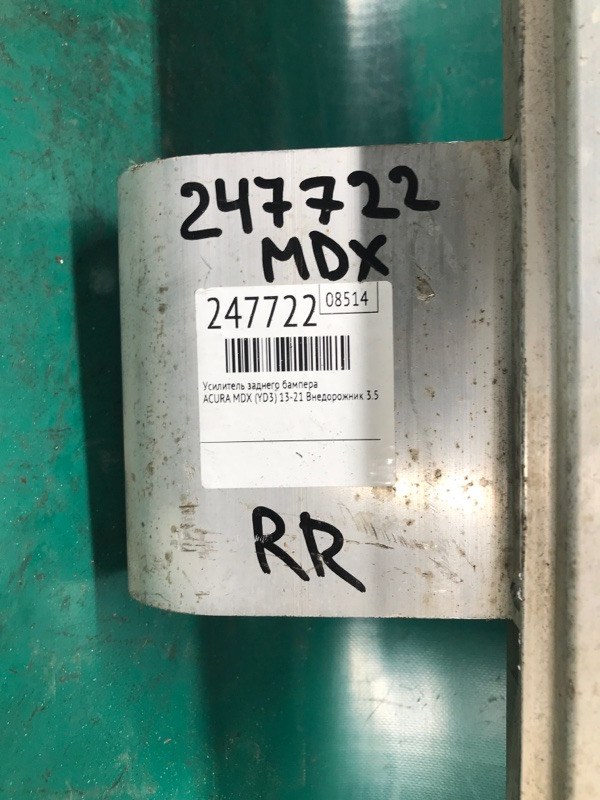 247722
MDX
247722 08514
Усилитель заднего бампера
ACURA MDX (YD3) 13-21 Внедорожник 3.5
RR